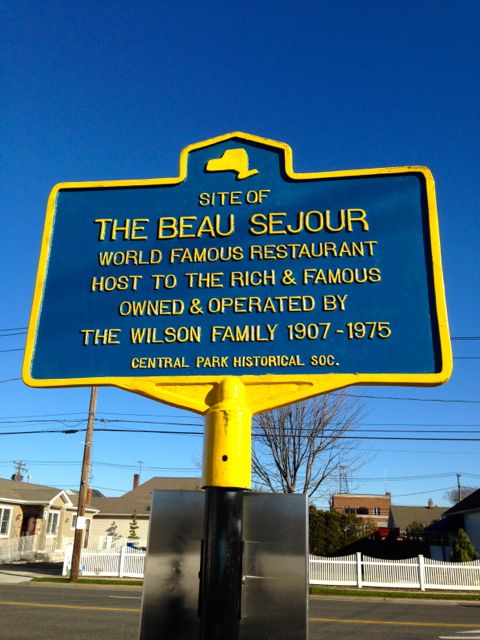 SITE OF
THE BEAU SEJOUR
WORLD FAMOUS RESTAURANT
HOST TO THE RICH & FAMOUS
OWNED & OPERATED BY
THE WILSON FAMILY 1907-1975
CENTRAL PARK HISTORICAL SOC.